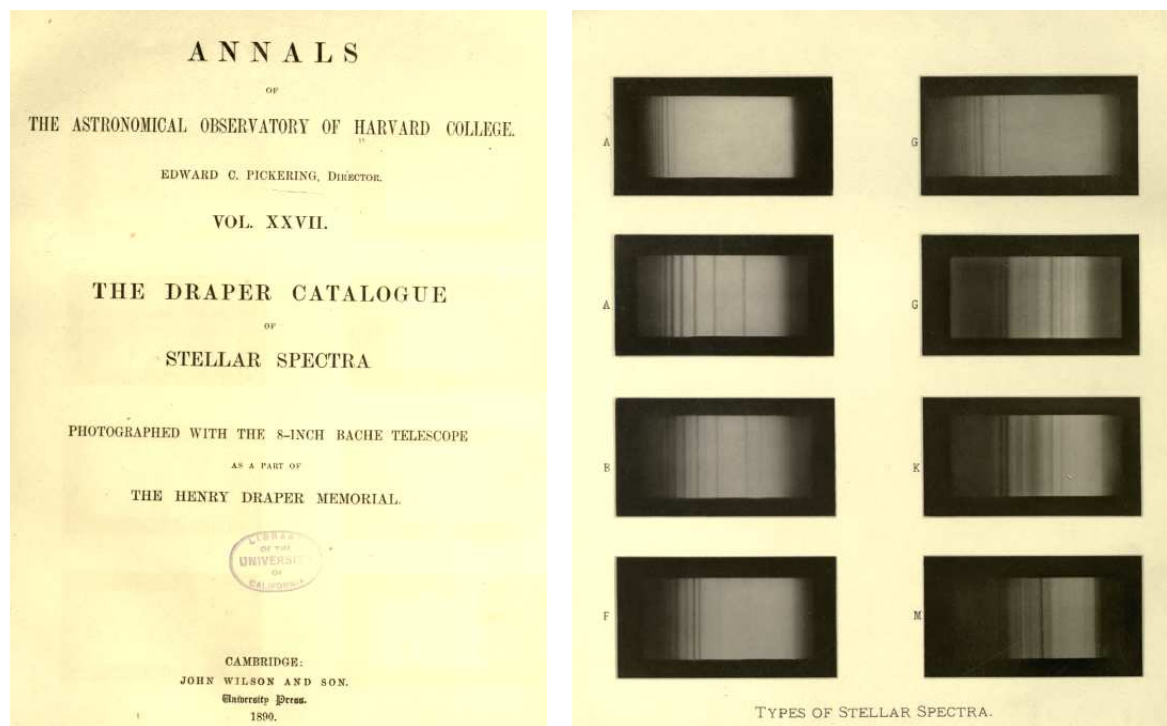 ANNALS
OF
THE ASTRONOMICAL OBSERVATORY OF HARVARD COLLEGE.
EDWARD C. PICKERING, DIRECTOR.
VOL. XXVII.
THE DRAPER CATALOGUE
OF
STELLAR SPECTRA
PHOTOGRAPHED WITH THE 8-INCH BACHE TELESCOPE
AS A PART OF
THE HENRY DRAPER MEMORIAL.
LIBRARY
OF THE
UNIVERSITY
OF
CALIFORNIA
CAMBRIDGE:
JOHN WILSON AND SON.
University Press.
1890.
A
G
A
G
B
K
F
M
TYPES OF STELLAR SPECTRA.